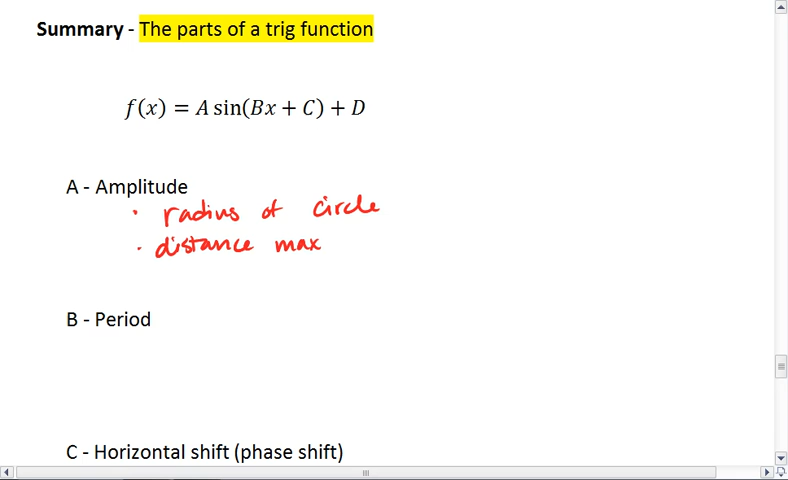 Summary - The parts of a trig function
f(x) = A sin(Bx + C) + D
A - Amplitude
· radius of circle
· distance max
B - Period
C - Horizontal shift (phase shift)